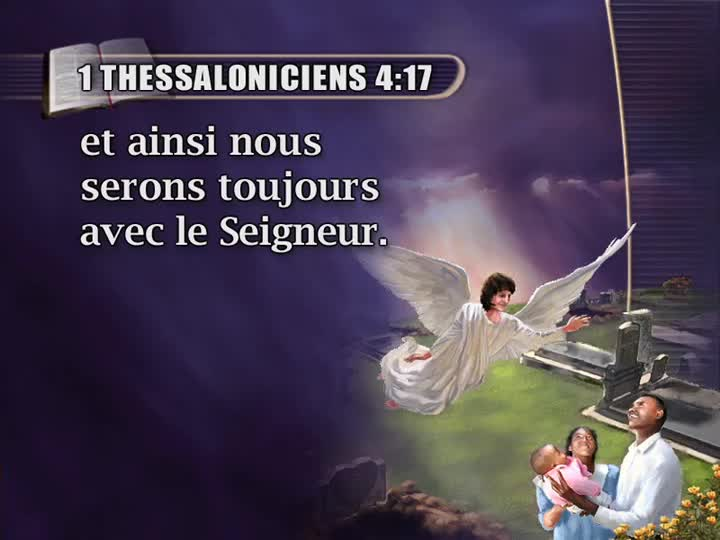 1 THESSALONICIENS 4:17
et ainsi nous
serons toujours
avec le Seigneur.